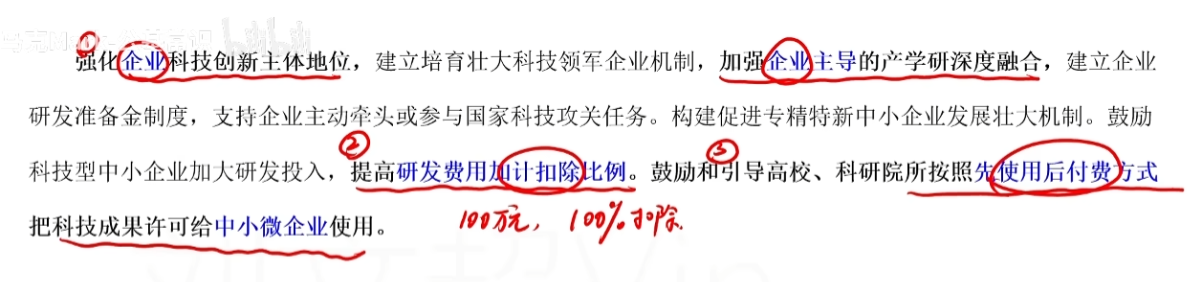 ①
强化企业科技创新主体地位，建立培育壮大科技领军企业机制，加强企业主导的产学研深度融合，建立企业
研发准备金制度，支持企业主动牵头或参与国家科技攻关任务。构建促进专精特新中小企业发展壮大机制。鼓励
② ③
科技型中小企业加大研发投入，提高研发费用加计扣除比例。鼓励和引导高校、科研院所按照先使用后付费方式
把科技成果许可给中小微企业使用。
100万元，100%扣除